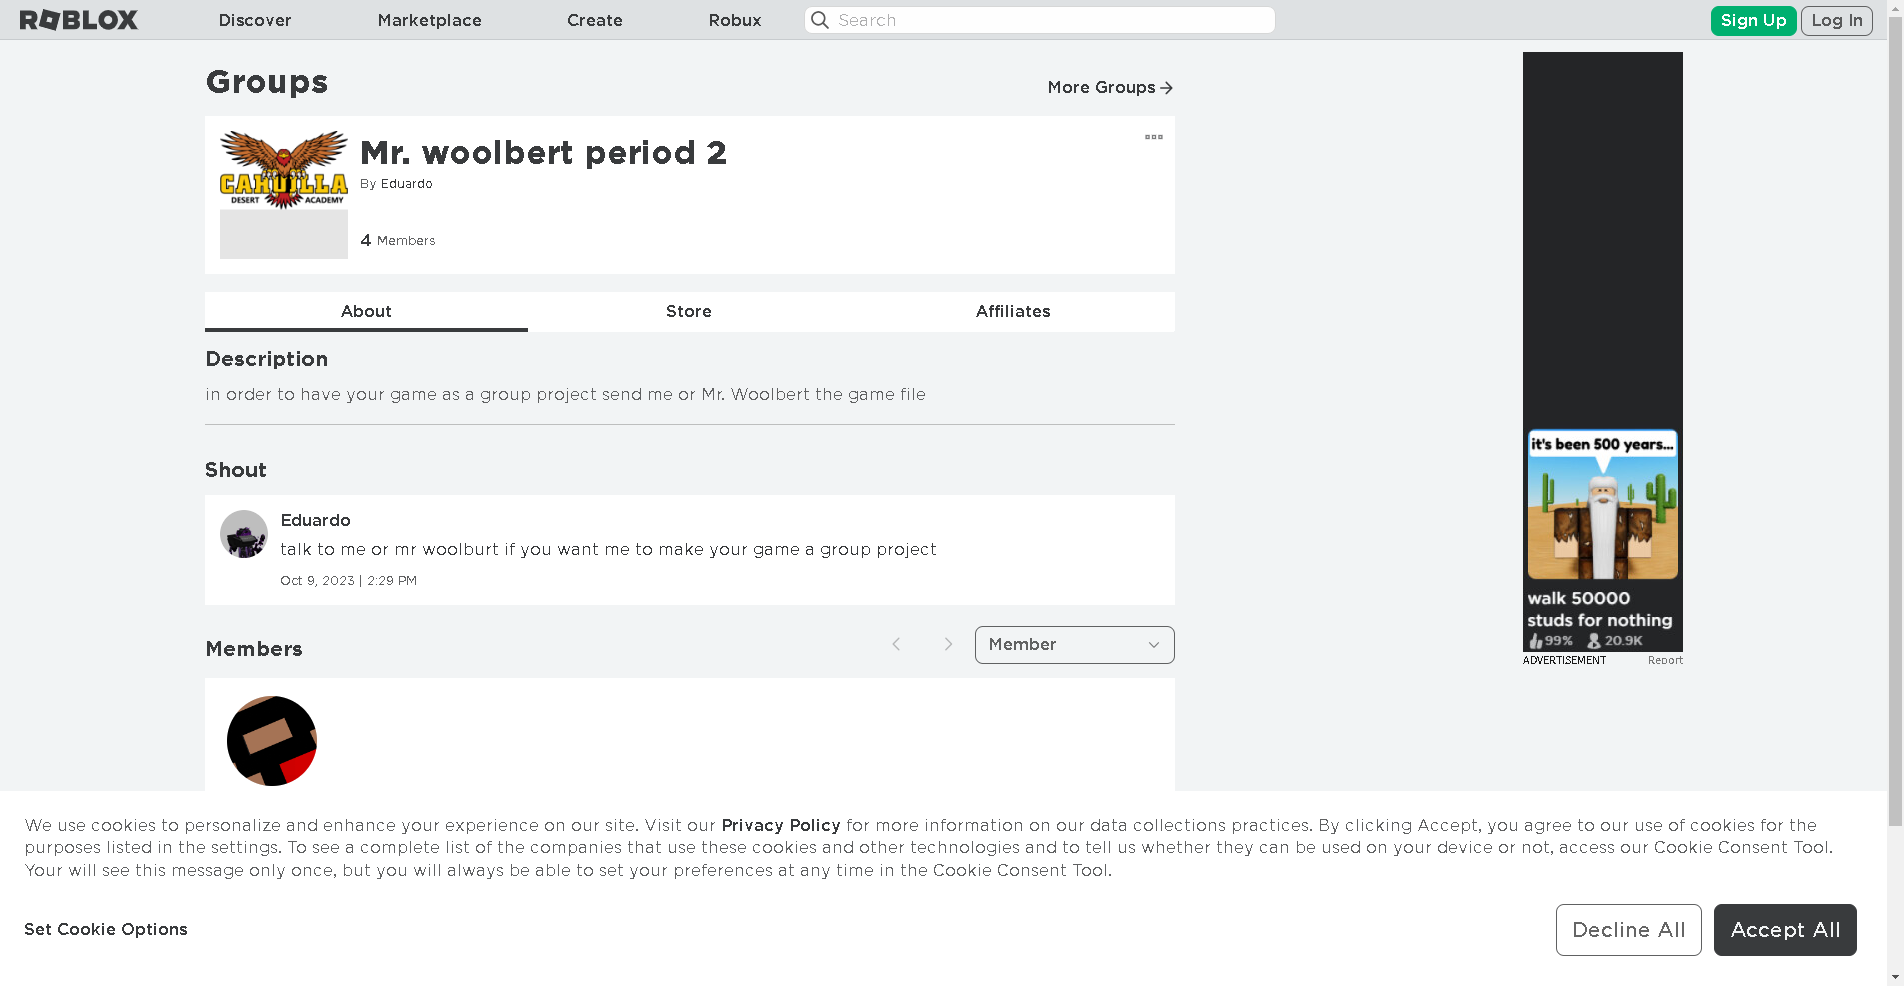 ROBLOX Discover Marketplace Create Robux Search Sign Up Log In
Groups
More Groups
CAHUILLA
DESERT ACADEMY
Mr. woolbert period 2
By Eduardo
4 Members
About Store Affiliates
Description
in order to have your game as a group project send me or Mr. Woolbert the game file
Shout
Eduardo
talk to me or mr woolburt if you want me to make your game a group project
Oct 9, 2023 | 2:29 PM
Members
Member
it's been 500 years...
walk 50000
studs for nothing
99% 20.9K
ADVERTISEMENT Report
We use cookies to personalize and enhance your experience on our site. Visit our Privacy Policy for more information on our data collections practices. By clicking Accept, you agree to our use of cookies for the
purposes listed in the settings. To see a complete list of the companies that use these cookies and other technologies and to tell us whether they can be used on your device or not, access our Cookie Consent Tool.
Your will see this message only once, but you will always be able to set your preferences at any time in the Cookie Consent Tool.
Set Cookie Options
Decline All
Accept All